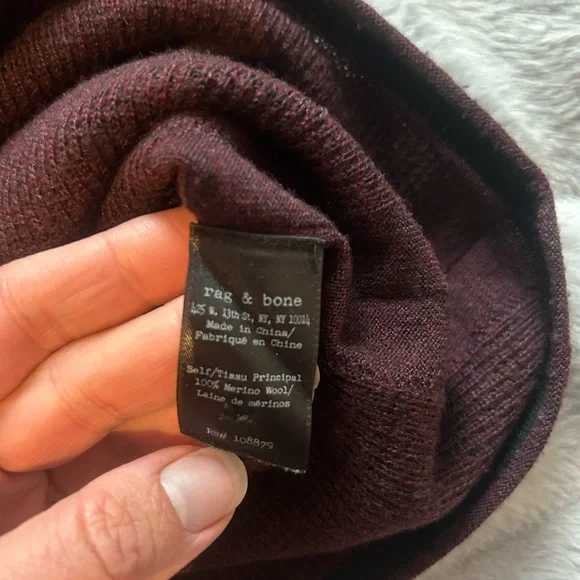 rag & bone
425 W. 13th St, NY, NY 10014
Made in China/
Fabriqué en Chine
Self/Tissu Principal
100% Merino Wool/
Laine de mérinos
RN# 108879